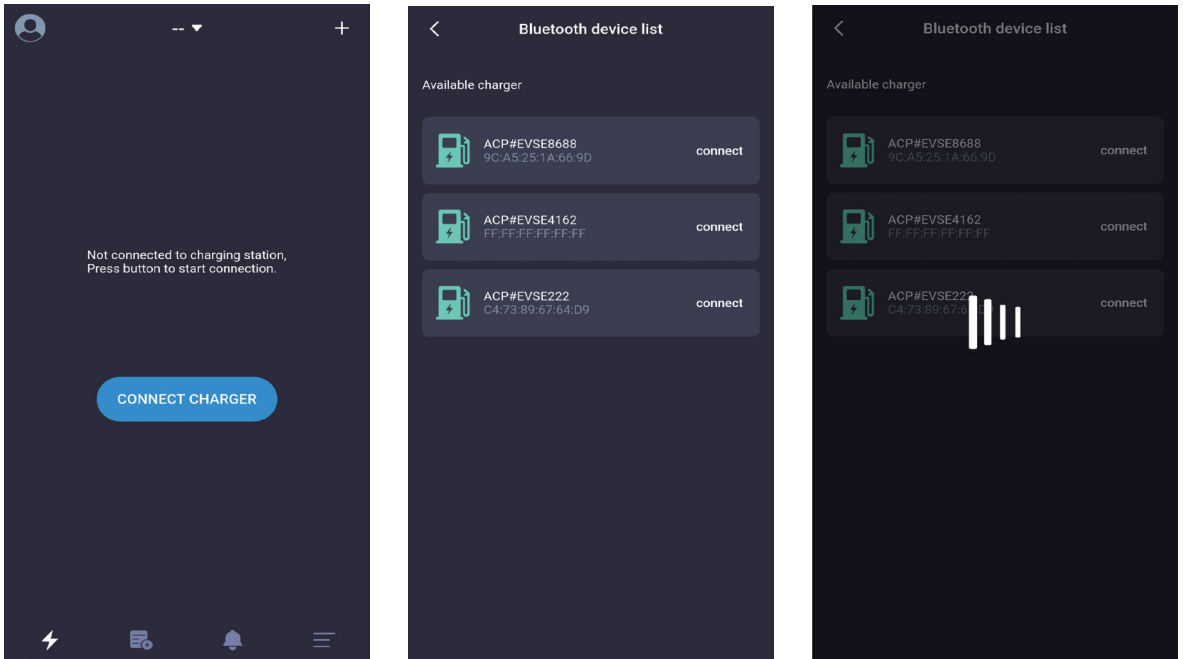 --
Not connected to charging station,
Press button to start connection.
CONNECT CHARGER
Bluetooth device list
Available charger
ACP#EVSE8688
9C:A5:25:1A:66:9D
connect
ACP#EVSE4162
FF:FF:FF:FF:FF:FF
connect
ACP#EVSE222
C4:73:89:67:64:D9
connect
Bluetooth device list
Available charger
ACP#EVSE8688
9C:A5:25:1A:66:9D
connect
ACP#EVSE4162
FF:FF:FF:FF:FF:FF
connect
ACP#EVSE222
connect